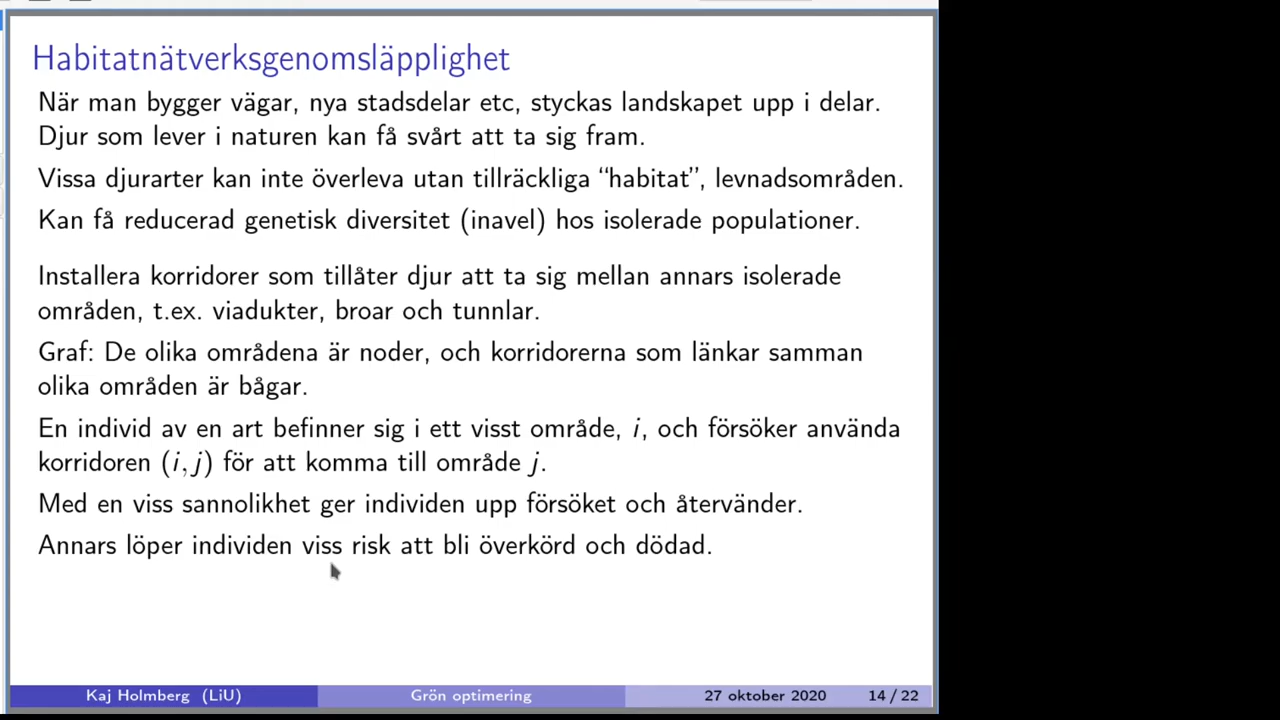 Habitatnätverksgenomsläpplighet
När man bygger vägar, nya stadsdelar etc, styckas landskapet upp i delar.
Djur som lever i naturen kan få svårt att ta sig fram.
Vissa djurarter kan inte överleva utan tillräckliga “habitat”, levnadsområden.
Kan få reducerad genetisk diversitet (inavel) hos isolerade populationer.
Installera korridorer som tillåter djur att ta sig mellan annars isolerade
områden, t.ex. viadukter, broar och tunnlar.
Graf: De olika områdena är noder, och korridorerna som länkar samman
olika områden är bågar.
En individ av en art befinner sig i ett visst område, i, och försöker använda
korridoren (i, j) för att komma till område j.
Med en viss sannolikhet ger individen upp försöket och återvänder.
Annars löper individen viss risk att bli överkörd och dödad.
Kaj Holmberg (LiU) Grön optimering 27 oktober 2020 14 / 22